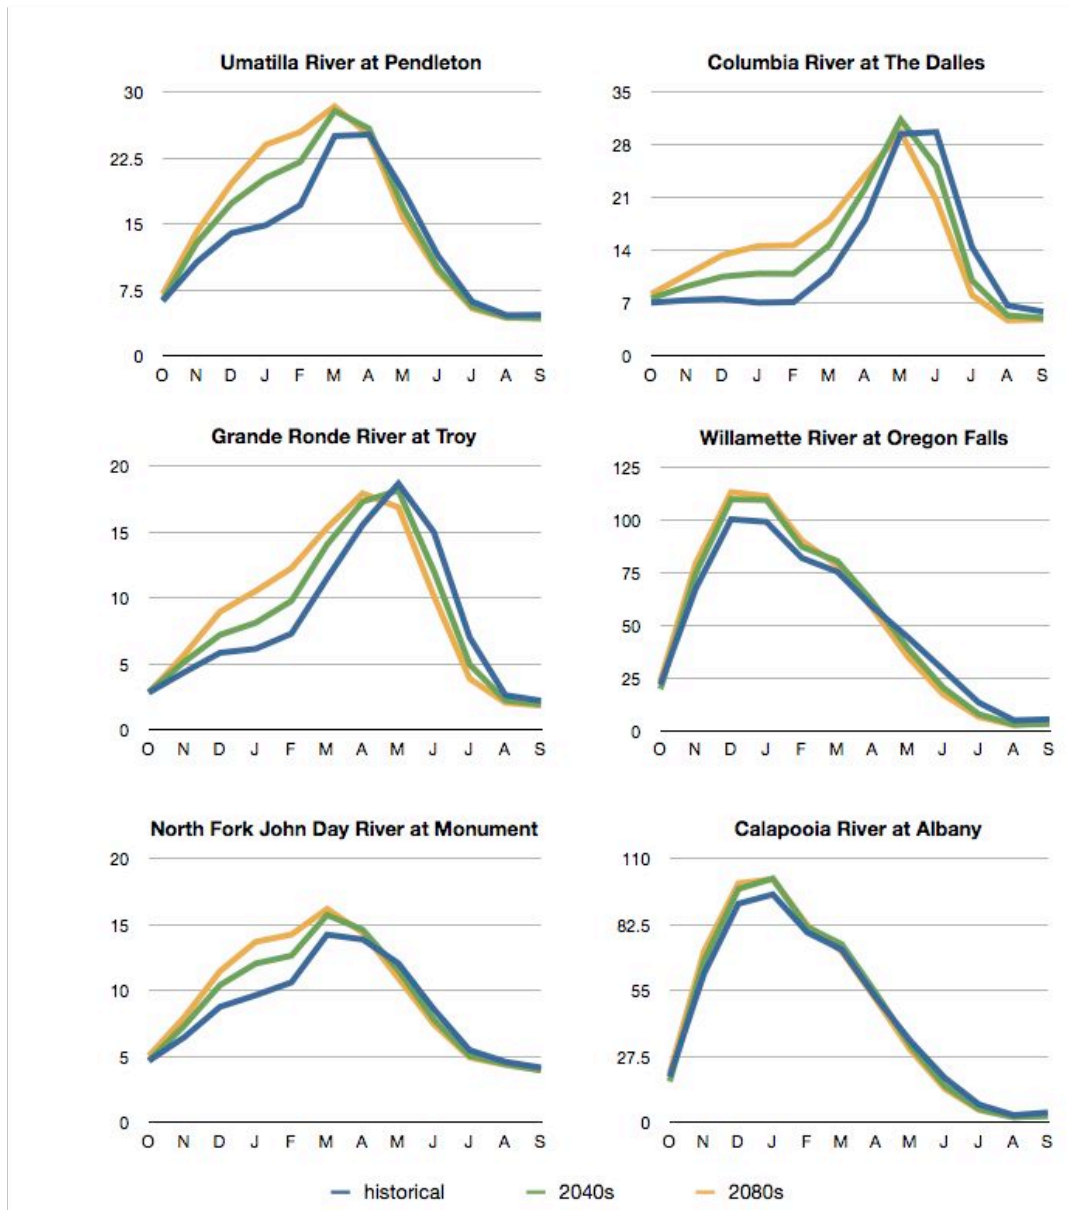 Umatilla River at Pendleton
30
22.5
15
7.5
0
O N D J F M A M J J A S
Columbia River at The Dalles
35
28
21
14
7
0
O N D J F M A M J J A S
Grande Ronde River at Troy
20
15
10
5
0
O N D J F M A M J J A S
Willamette River at Oregon Falls
125
100
75
50
25
0
O N D J F M A M J J A S
North Fork John Day River at Monument
20
15
10
5
0
O N D J F M A M J J A S
Calapooia River at Albany
110
82.5
55
27.5
0
O N D J F M A M J J A S
historical 2040s 2080s